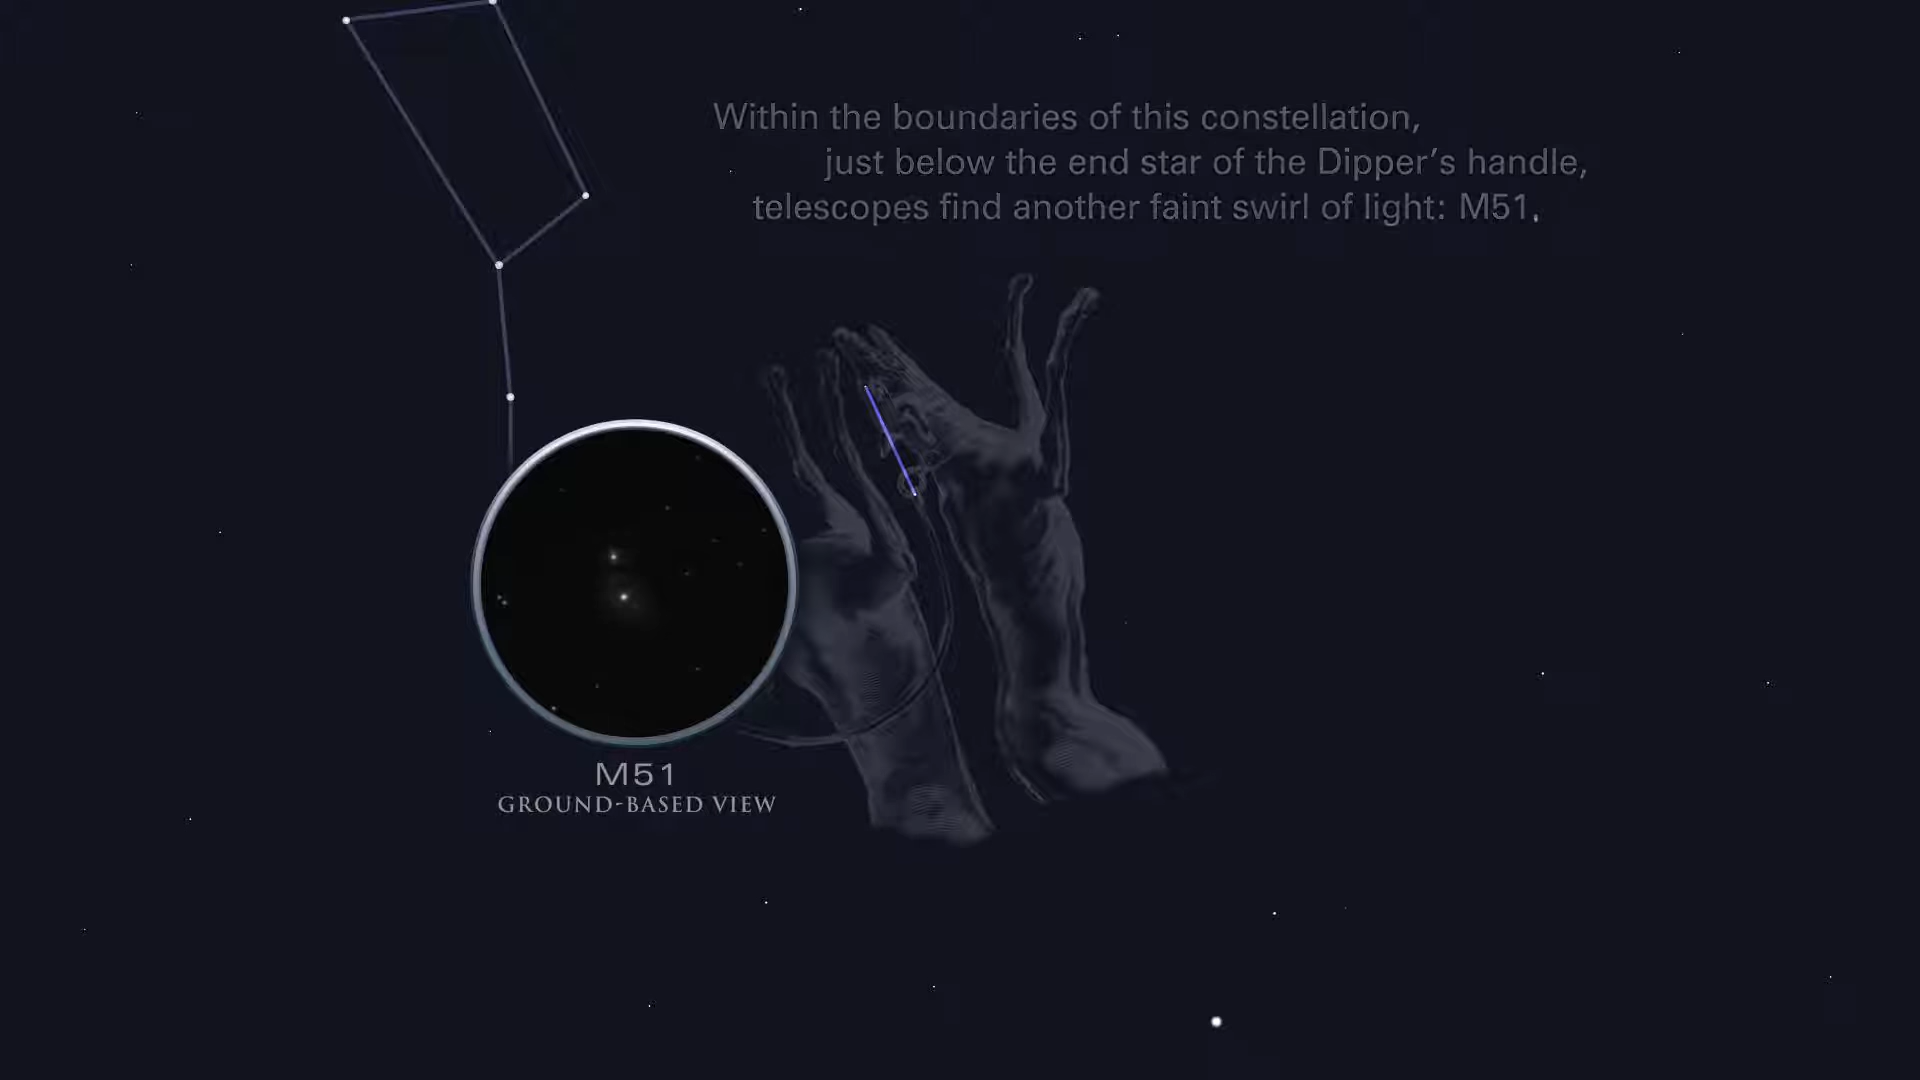 Within the boundaries of this constellation,
just below the end star of the Dipper’s handle,
telescopes find another faint swirl of light: M51.
M51
GROUND-BASED VIEW